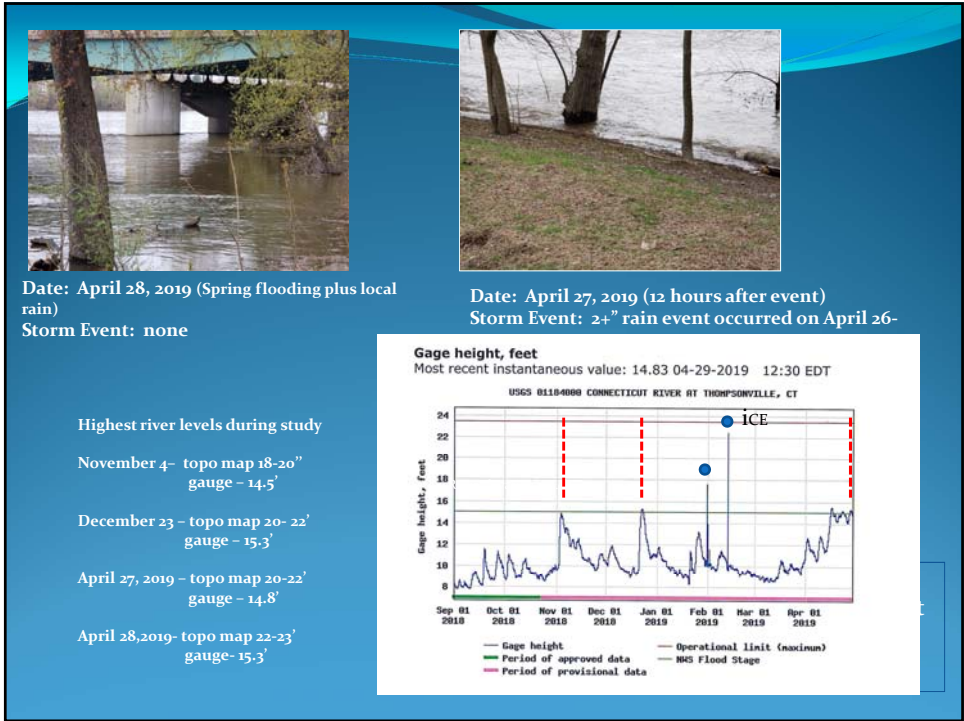 Date: April 28, 2019 (Spring flooding plus local
rain)
Storm Event: none
Date: April 27, 2019 (12 hours after event)
Storm Event: 2+” rain event occurred on April 26-
Highest river levels during study
November 4– topo map 18-20’’
gauge – 14.5’
December 23 – topo map 20- 22’
gauge – 15.3’
April 27, 2019 – topo map 20-22’
gauge – 14.8’
April 28,2019- topo map 22-23’
gauge- 15.3’
Gage height, feet
Most recent instantaneous value: 14.83 04-29-2019 12:30 EDT
USGS 01184000 CONNECTICUT RIVER AT THOMPSONVILLE, CT
Gage height, feet
24
22
20
18
16
14
12
10
8
iCE
Sep 01 Oct 01 Nov 01 Dec 01 Jan 01 Feb 01 Mar 01 Apr 01
2018 2018 2018 2018 2019 2019 2019 2019
Gage height
Period of approved data
Period of provisional data
Operational limit (maximum)
NWS Flood Stage